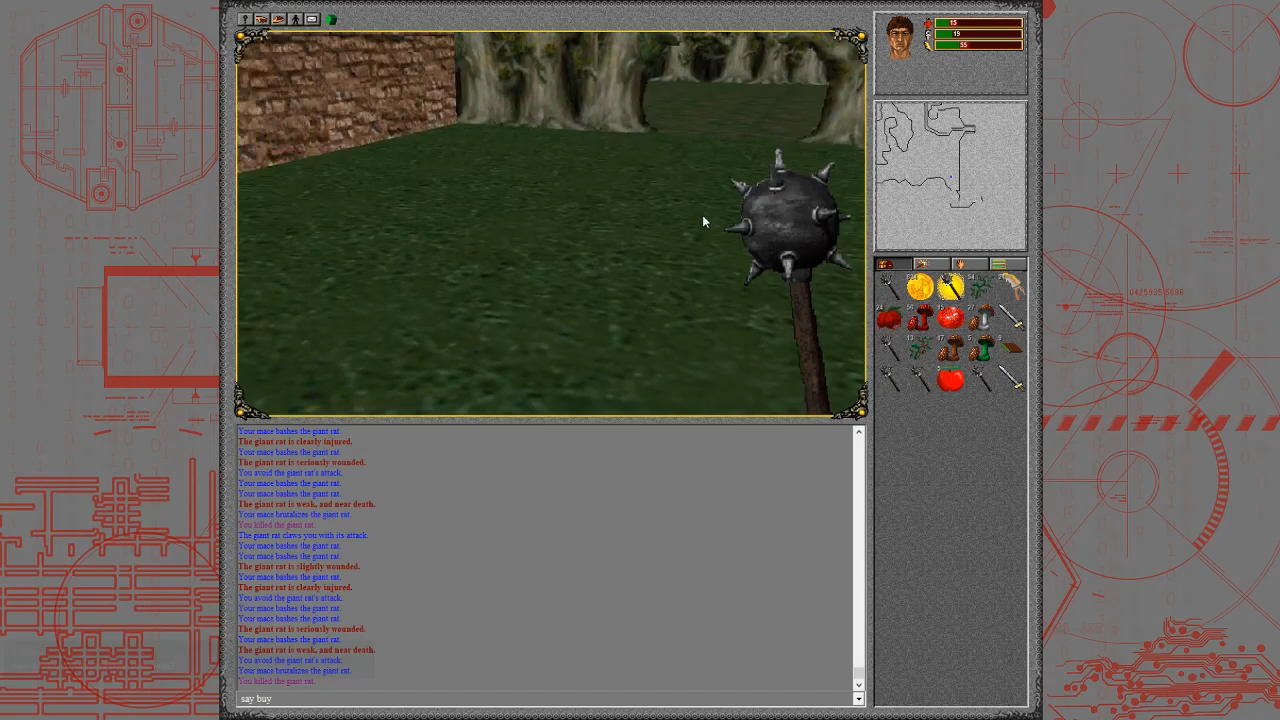 15
19
55
Your mace bashes the giant rat.
The giant rat is clearly injured.
Your mace bashes the giant rat.
The giant rat is seriously wounded.
You avoid the giant rat's attack.
Your mace bashes the giant rat.
Your mace bashes the giant rat.
The giant rat is weak, and near death.
Your mace brutalizes the giant rat.
You killed the giant rat.
The giant rat claws you with its attack.
Your mace bashes the giant rat.
Your mace bashes the giant rat.
The giant rat is slightly wounded.
Your mace bashes the giant rat.
The giant rat is clearly injured.
You avoid the giant rat's attack.
Your mace bashes the giant rat.
Your mace bashes the giant rat.
The giant rat is seriously wounded.
Your mace bashes the giant rat.
The giant rat is weak, and near death.
You avoid the giant rat's attack.
Your mace brutalizes the giant rat.
You killed the giant rat.
say buy